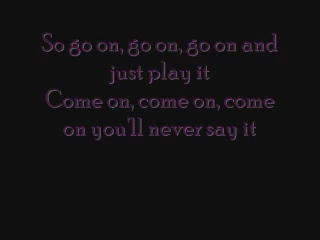 So go on, go on, go on and
just play it
Come on, come on, come
on you'll never say it